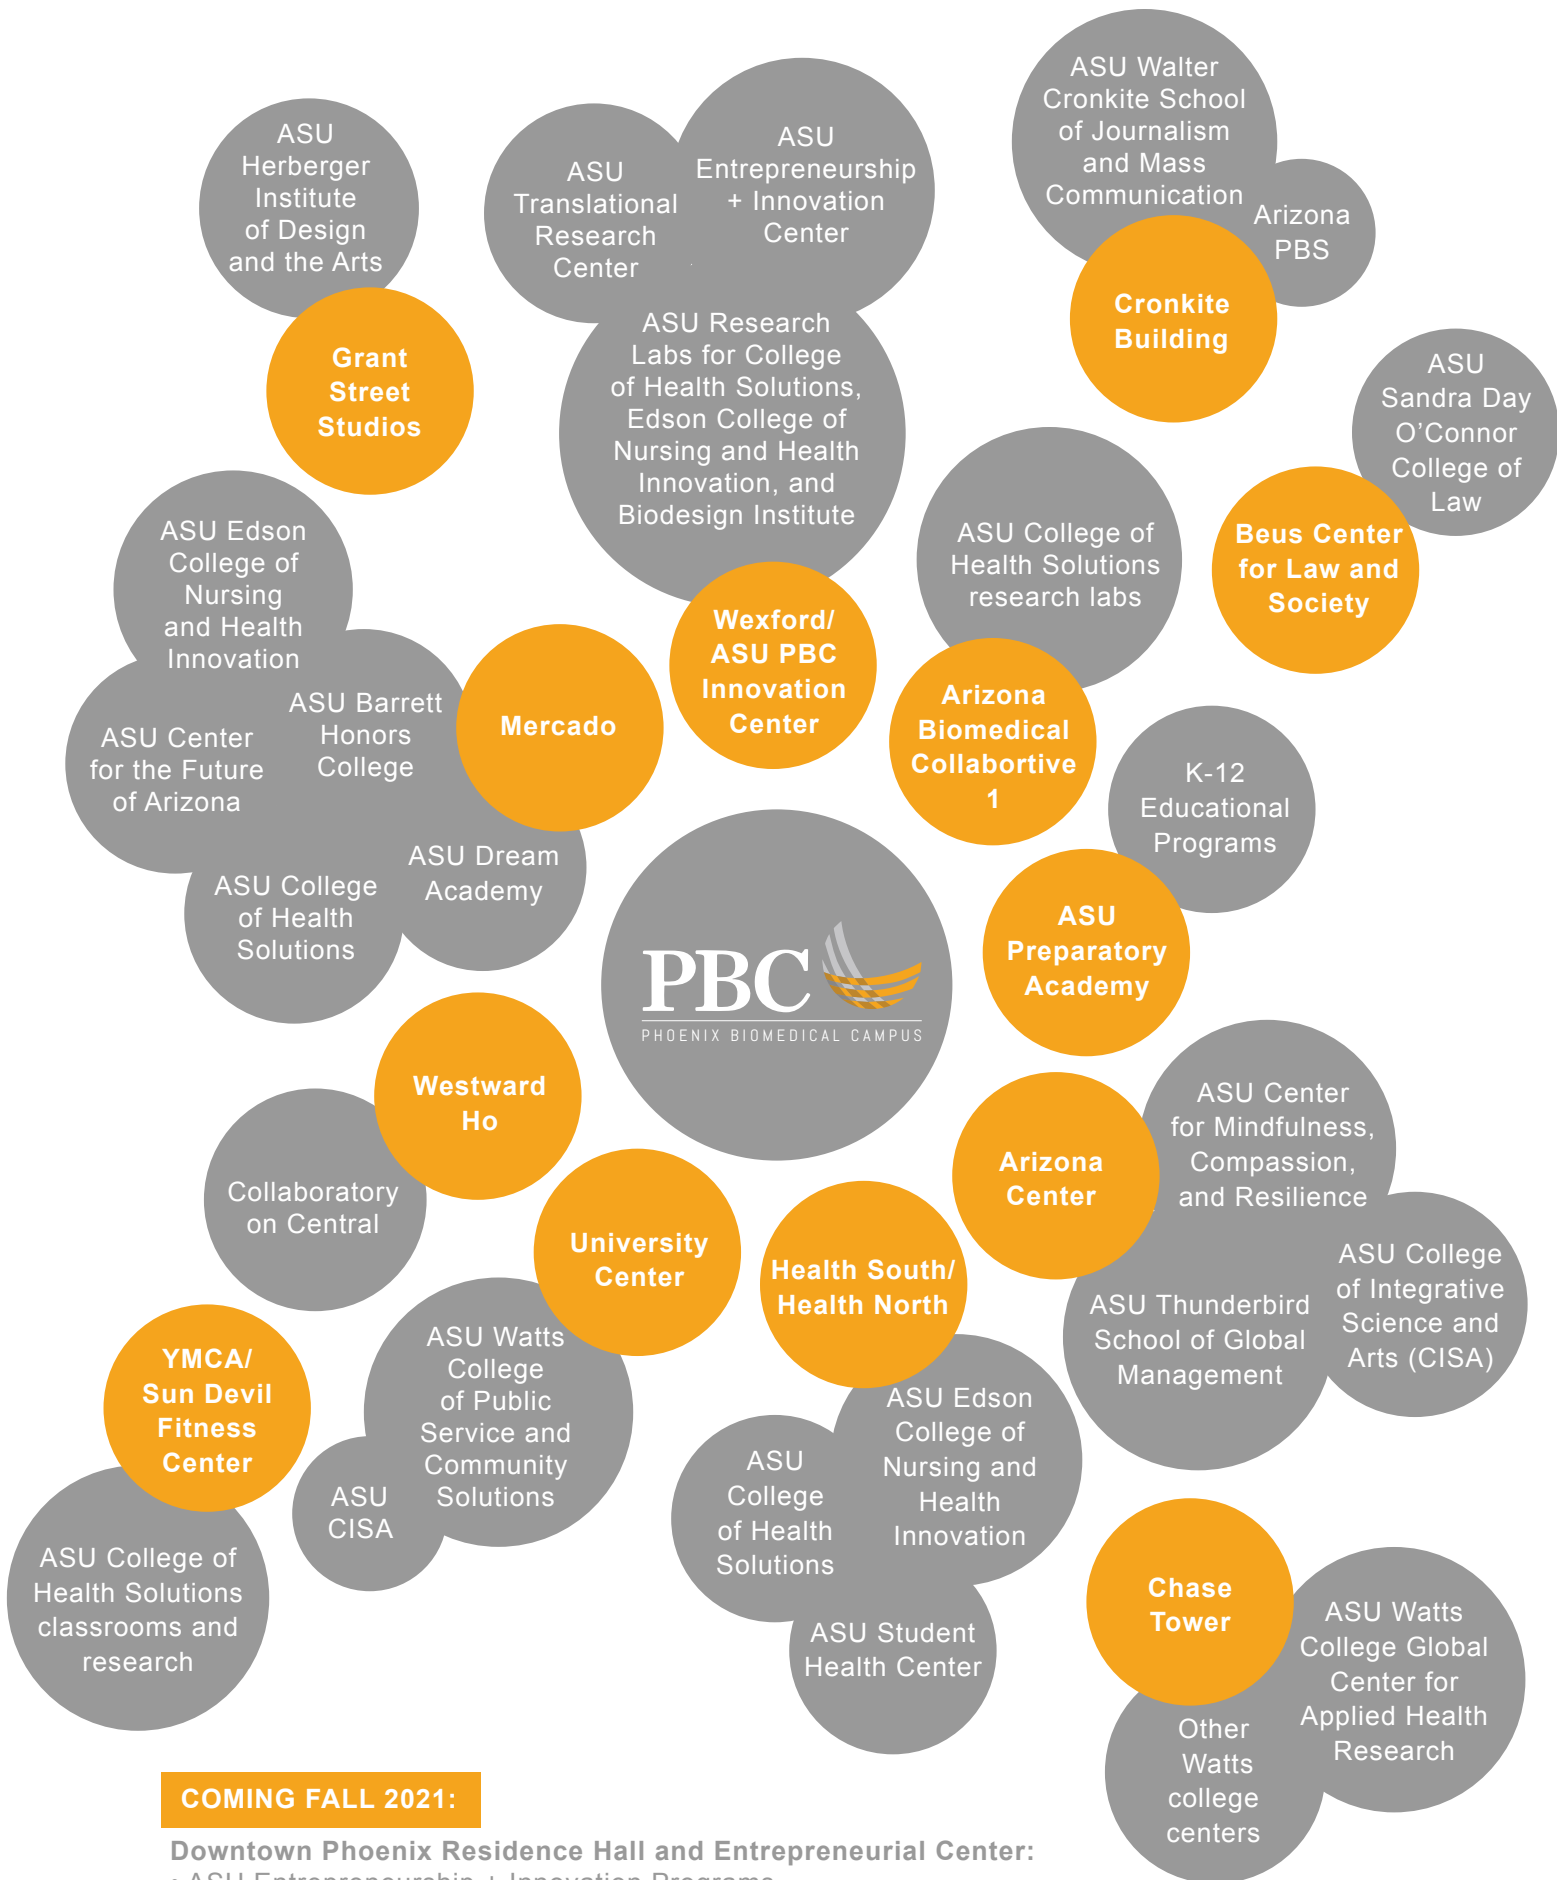 ASU
Herberger
Institute
of Design
and the Arts
Grant
Street
Studios
ASU
Translational
Research
Center
ASU
Entrepreneurship
+ Innovation
Center
ASU Research
Labs for College
of Health Solutions,
Edson College of
Nursing and Health
Innovation, and
Biodesign Institute
Wexford/
ASU PBC
Innovation
Center
ASU Walter
Cronkite School
of Journalism
and Mass
Communication
Arizona
PBS
Cronkite
Building
ASU
Sandra Day
O’Connor
College of
Law
Beus Center
for Law and
Society
ASU College of
Health Solutions
research labs
Arizona
Biomedical
Collabortive
1
ASU Edson
College of
Nursing
and Health
Innovation
ASU Barrett
Honors
College
ASU Center
for the Future
of Arizona
ASU Dream
Academy
ASU College
of Health
Solutions
Mercado
K-12
Educational
Programs
ASU
Preparatory
Academy
PBC
PHOENIX BIOMEDICAL CAMPUS
Westward
Ho
Collaboratory
on Central
University
Center
ASU Watts
College
of Public
Service and
Community
Solutions
ASU
CISA
YMCA/
Sun Devil
Fitness
Center
ASU College of
Health Solutions
classrooms and
research
Health South/
Health North
ASU Edson
College of
Nursing and
Health
Innovation
ASU
College
of Health
Solutions
ASU Student
Health Center
Arizona
Center
ASU Center
for Mindfulness,
Compassion,
and Resilience
ASU College
of Integrative
Science and
Arts (CISA)
ASU Thunderbird
School of Global
Management
Chase
Tower
ASU Watts
College Global
Center for
Applied Health
Research
Other
Watts
college
centers
COMING FALL 2021:
Downtown Phoenix Residence Hall and Entrepreneurial Center:
• ASU Entrepreneurship + Innovation Programs